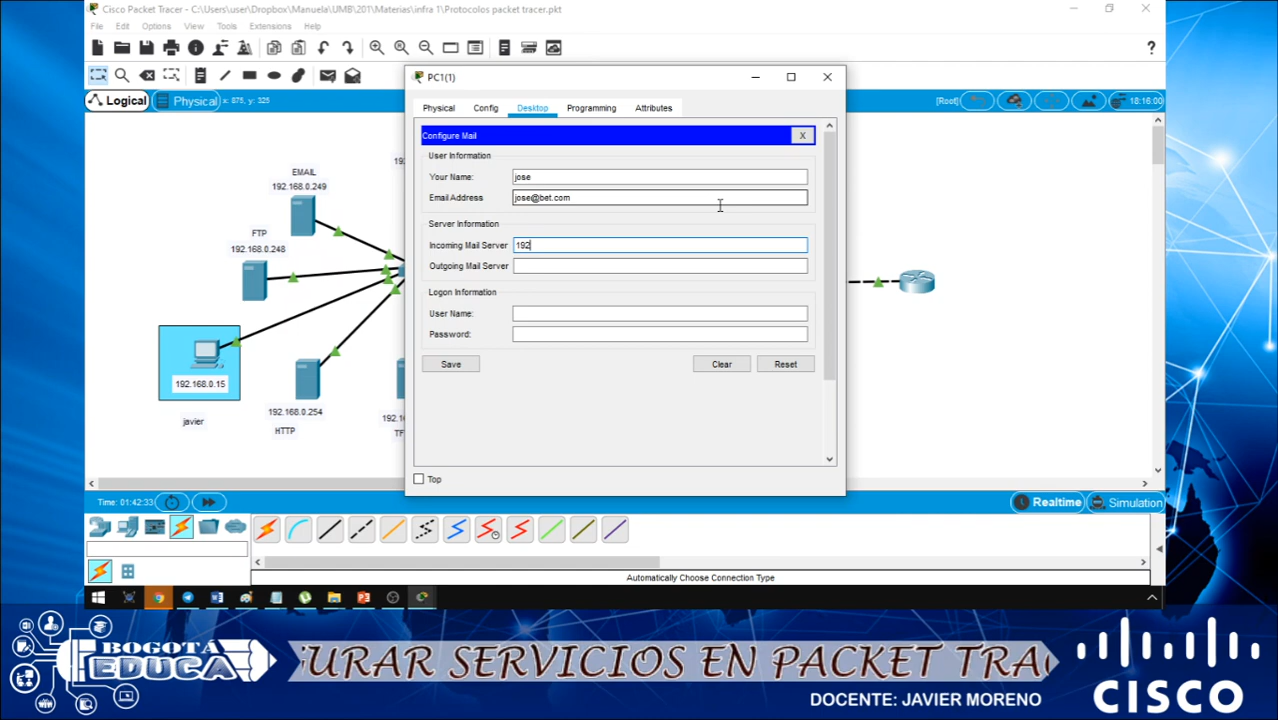 Cisco Packet Tracer - C:\Users\user\Dropbox\Manuela\UMB\201\Materias\infra 1\Protocolos packet tracer.pkt
File Edit Options View Tools Extensions Help
?
Logical Physical x: 875, y: 325
[Root] 18:16:00
PC1(1)
Physical Config Desktop Programming Attributes
Configure Mail X
User Information
Your Name: jose
Email Address jose@bet.com
Server Information
Incoming Mail Server 192
Outgoing Mail Server
Logon Information
User Name:
Password:
Save Clear Reset
Top
EMAIL
192.168.0.249
FTP
192.168.0.248
192.168.0.15
javier
192.168.0.254
HTTP
Time: 01:42:33
Realtime Simulation
Automatically Choose Connection Type
BOGOTÁ
EDUCA
GURAR SERVICIOS EN PACKET TRAC
DOCENTE: JAVIER MORENO
CISCO